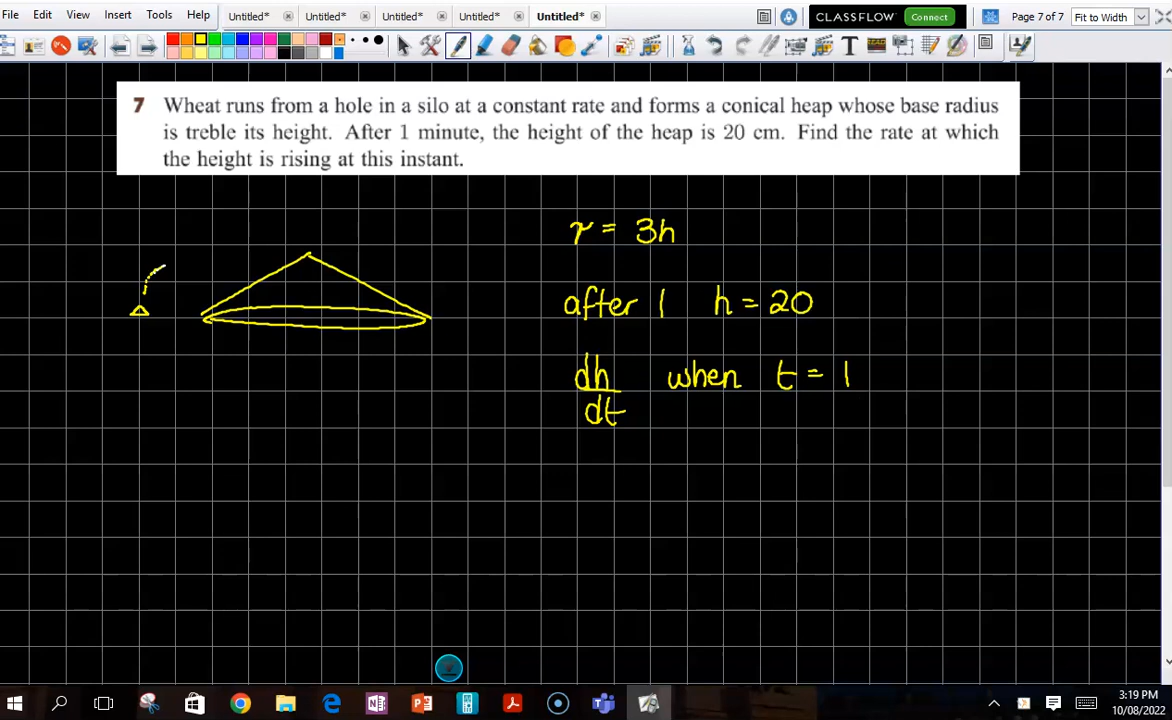 File Edit View Insert Tools Help Untitled* Untitled* Untitled* Untitled* Untitled* CLASSFLOW Connect Page 7 of 7 Fit to Width
7 Wheat runs from a hole in a silo at a constant rate and forms a conical heap whose base radius
is treble its height. After 1 minute, the height of the heap is 20 cm. Find the rate at which
the height is rising at this instant.
r = 3h
after 1 h = 20
dh when t = 1
dt
3:19 PM
10/08/2022